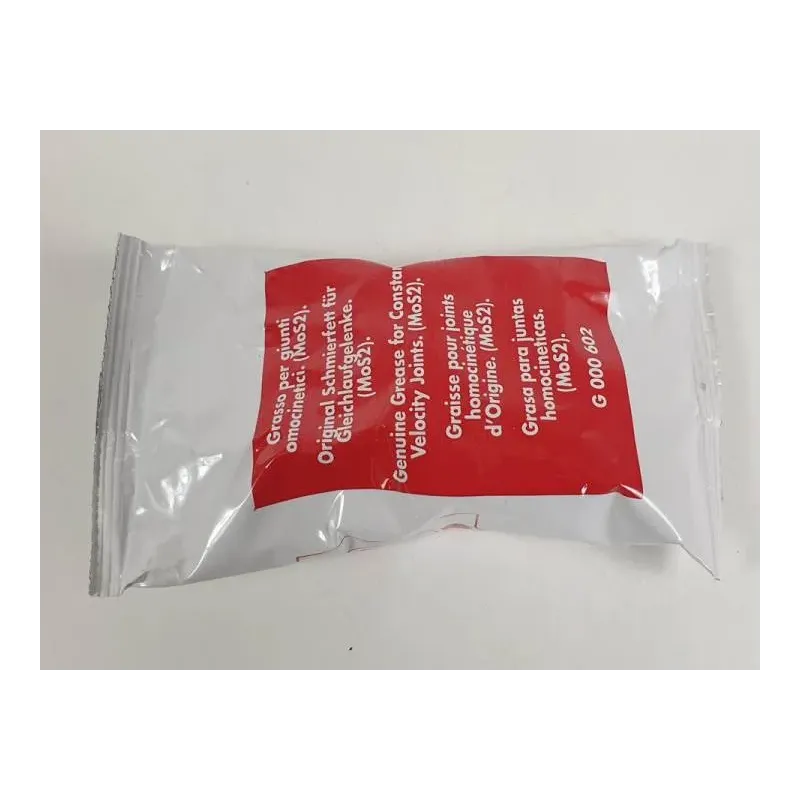 Grasso per giunti
omocinetici. (MoS2).
Original Schmierfett für
Gleichlaufgelenke.
(MoS2).
Genuine Grease for Constan
Velocity Joints. (MoS2).
Graisse pour joints
homocinétique
d'Origine. (MoS2).
Grasa para juntas
homocineticas.
(MoS2).
G 000 602